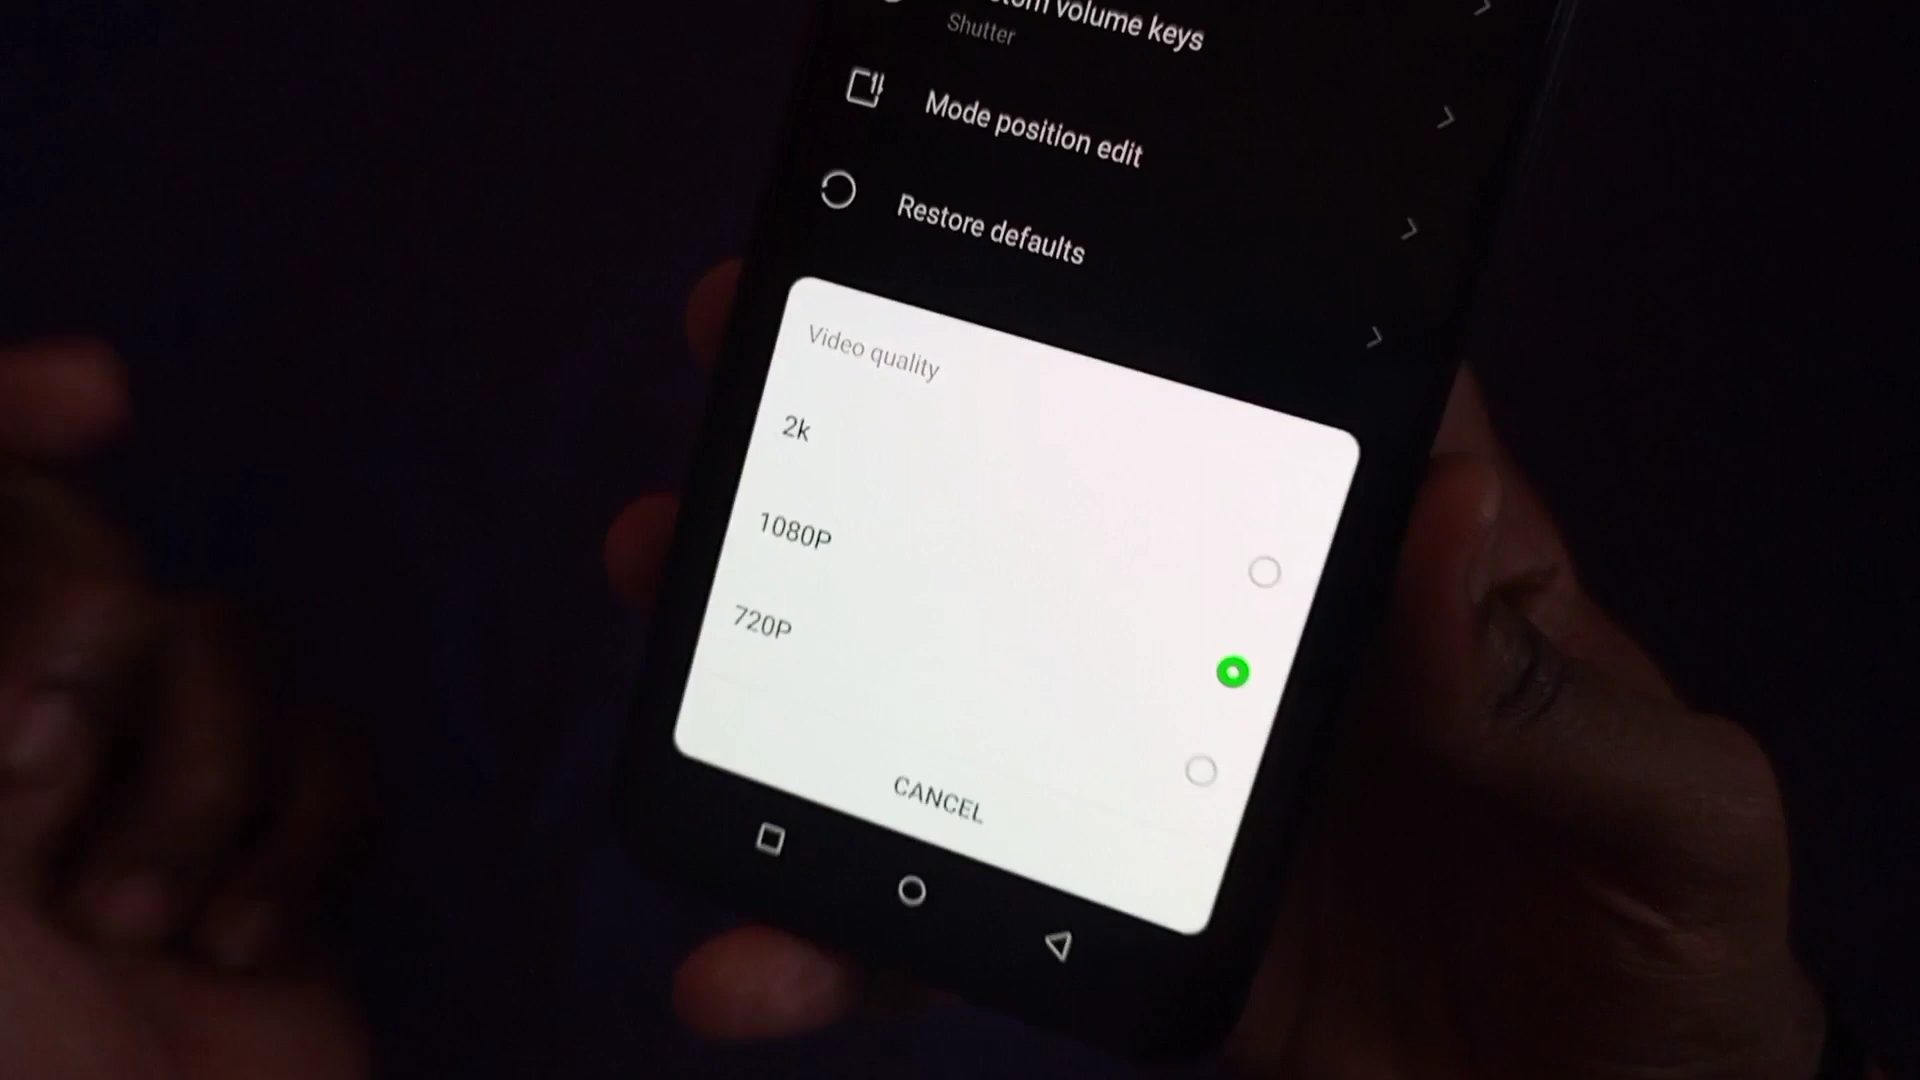 volume keys
Shutter
Mode position edit
Restore defaults
Video quality
2k
1080P
720P
CANCEL